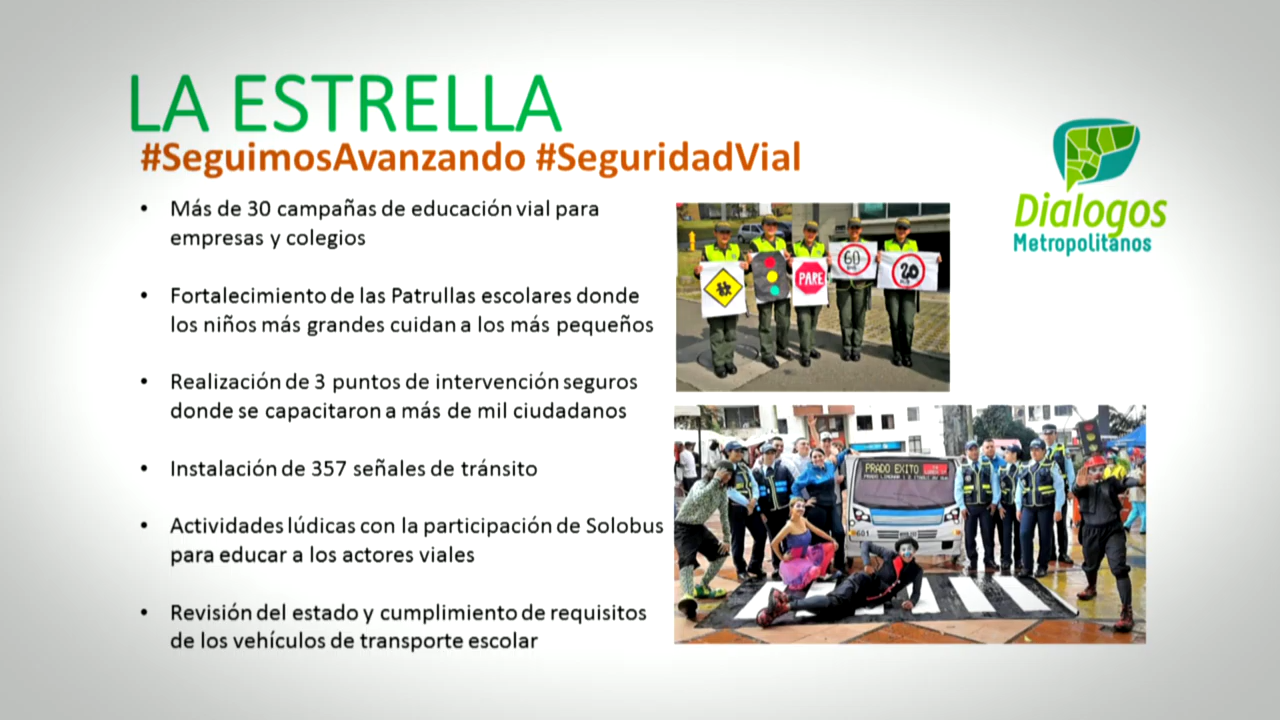 LA ESTRELLA
#SeguimosAvanzando #SeguridadVial
• Más de 30 campañas de educación vial para
empresas y colegios
• Fortalecimiento de las Patrullas escolares donde
los niños más grandes cuidan a los más pequeños
• Realización de 3 puntos de intervención seguros
donde se capacitaron a más de mil ciudadanos
• Instalación de 357 señales de tránsito
• Actividades lúdicas con la participación de Solobus
para educar a los actores viales
• Revisión del estado y cumplimiento de requisitos
de los vehículos de transporte escolar
Dialogos
Metropolitanos
PARE
60
20
PRADO EXITO
601